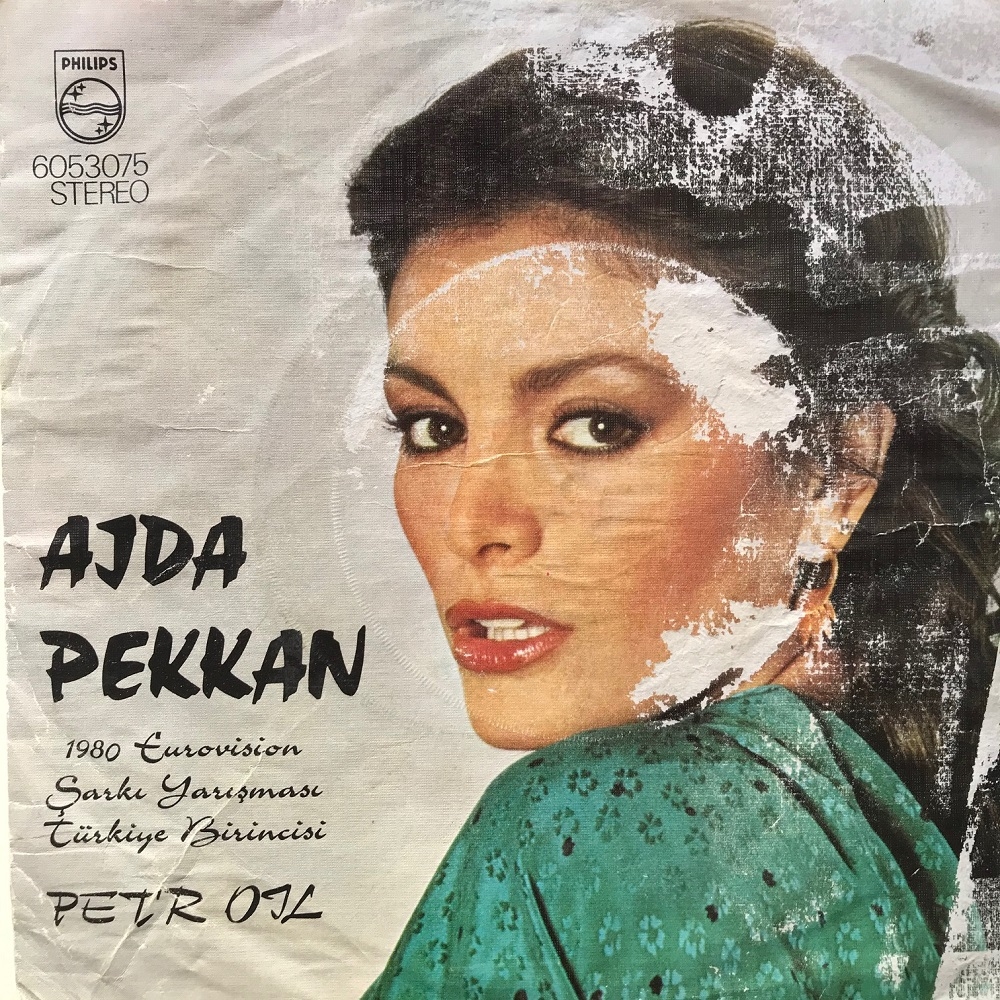 PHILIPS
6053075
STEREO
AJDA
PEKKAN
1980 Eurovision
Şarkı Yarışması
Türkiye Birincisi
PET'R OIL